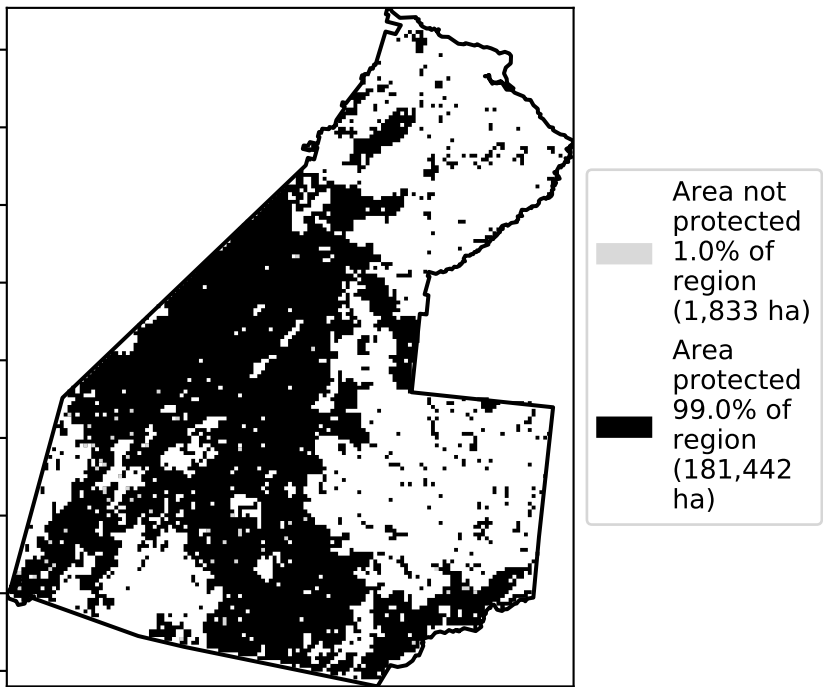 Area not
protected
1.0% of
region
(1,833 ha)
Area
protected
99.0% of
region
(181,442
ha)